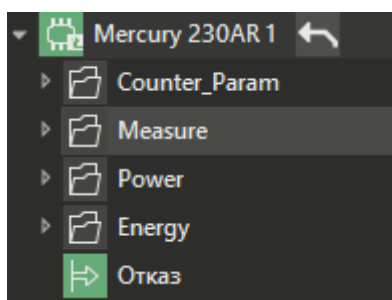 Mercury 230AR 1
Counter_Param
Measure
Power
Energy
Отказ